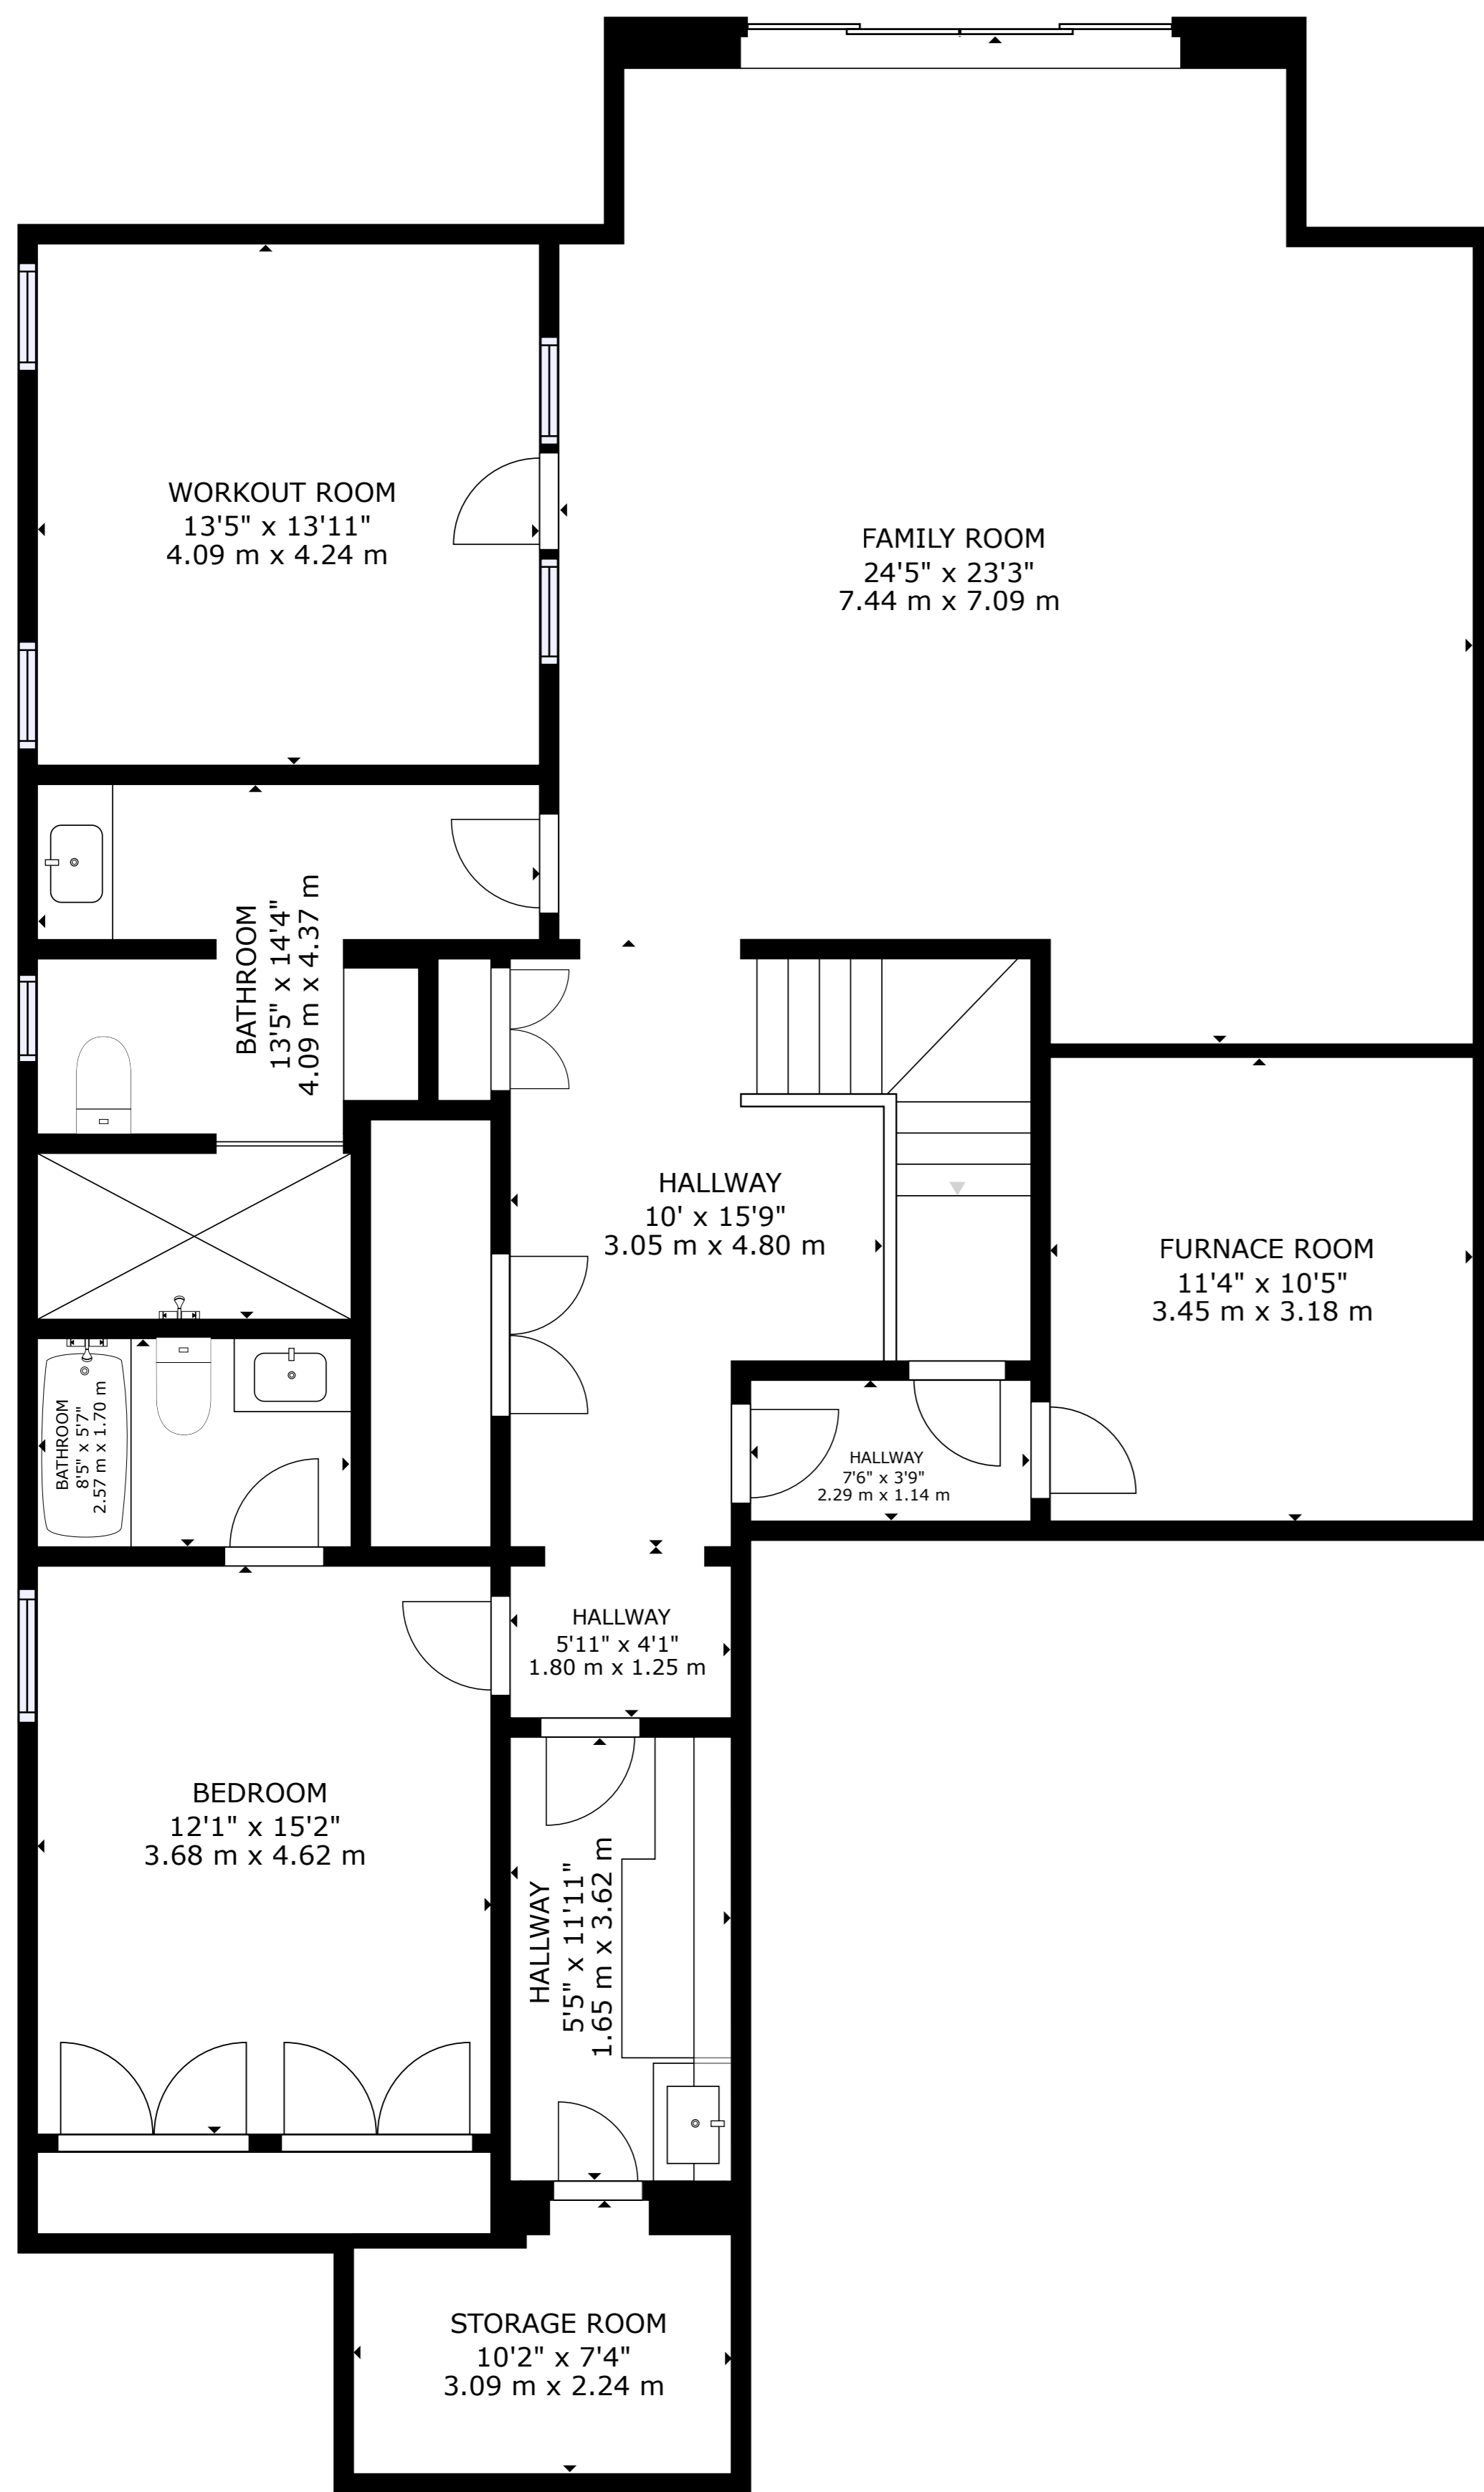 WORKOUT ROOM
13'5" x 13'11"
4.09 m x 4.24 m
FAMILY ROOM
24'5" x 23'3"
7.44 m x 7.09 m
BATHROOM
13'5" x 14'4"
4.09 m x 4.37 m
HALLWAY
10' x 15'9"
3.05 m x 4.80 m
FURNACE ROOM
11'4" x 10'5"
3.45 m x 3.18 m
BATHROOM
8'5" x 5'7"
2.57 m x 1.70 m
HALLWAY
7'6" x 3'9"
2.29 m x 1.14 m
HALLWAY
5'11" x 4'1"
1.80 m x 1.25 m
BEDROOM
12'1" x 15'2"
3.68 m x 4.62 m
HALLWAY
5'5" x 11'11"
1.65 m x 3.62 m
STORAGE ROOM
10'2" x 7'4"
3.09 m x 2.24 m